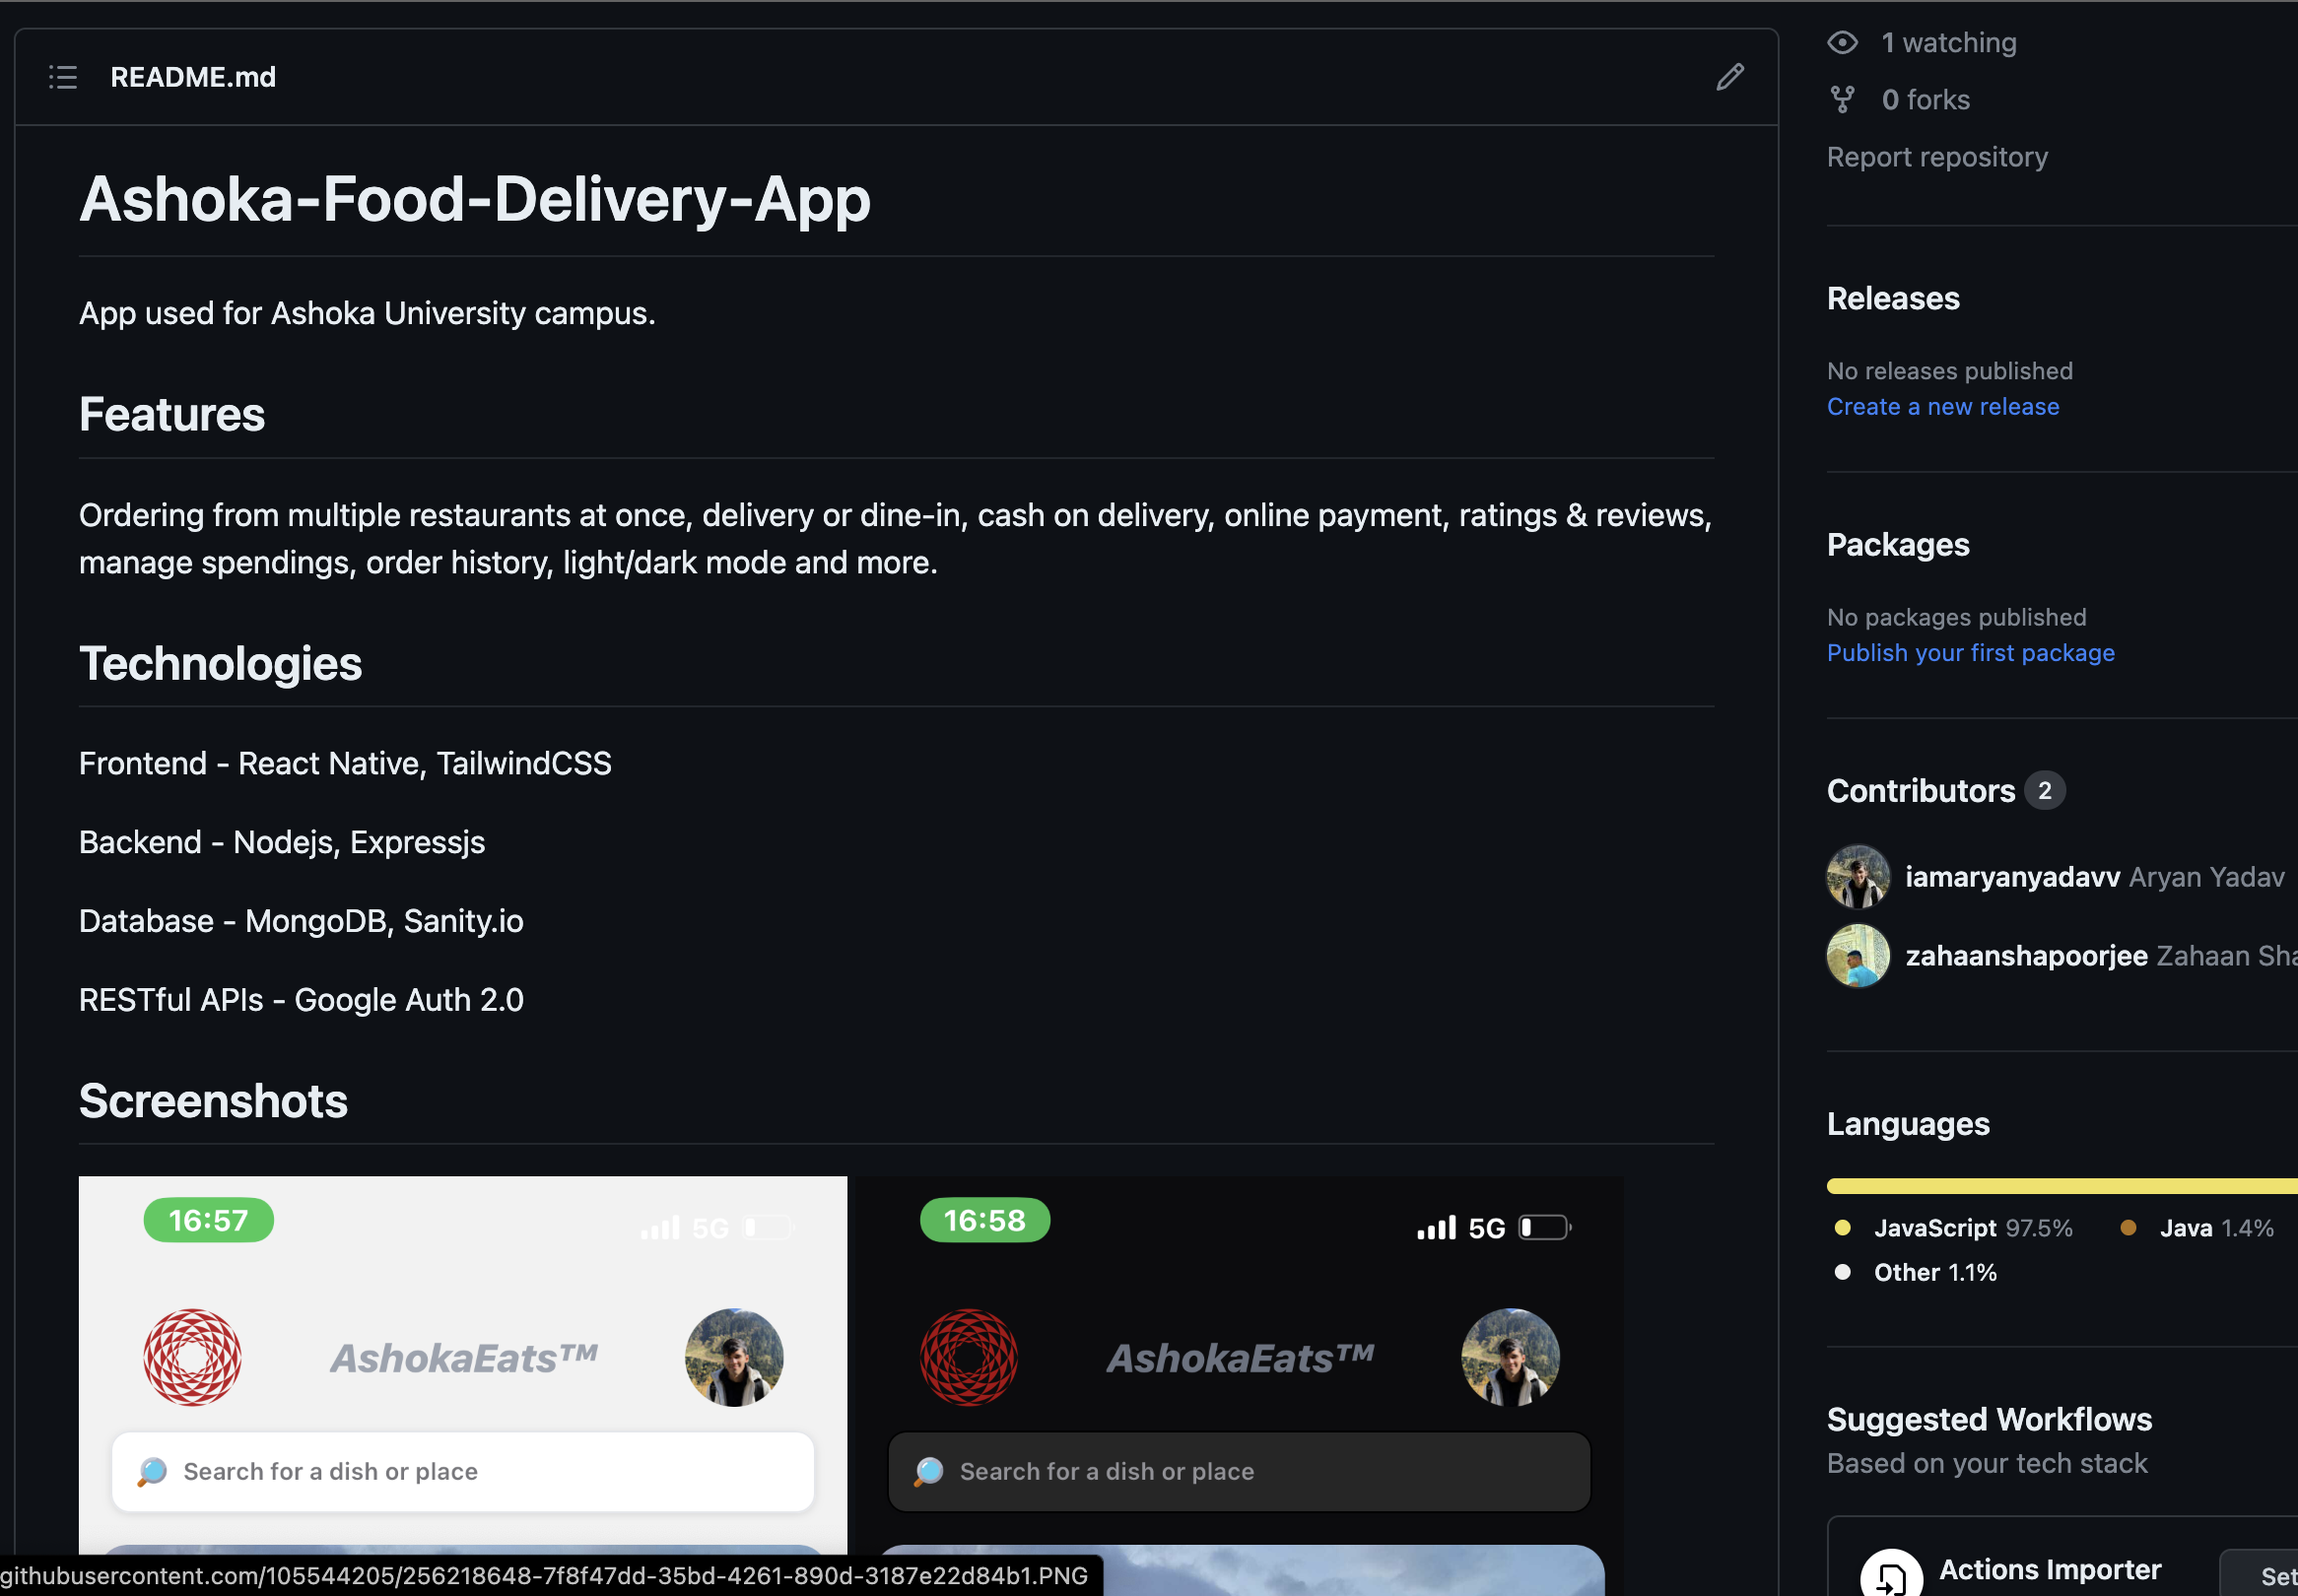 README.md
Ashoka-Food-Delivery-App
App used for Ashoka University campus.
Features
Ordering from multiple restaurants at once, delivery or dine-in, cash on delivery, online payment, ratings & reviews,
manage spendings, order history, light/dark mode and more.
Technologies
Frontend - React Native, TailwindCSS
Backend - Nodejs, Expressjs
Database - MongoDB, Sanity.io
RESTful APIs - Google Auth 2.0
Screenshots
16:57
5G
AshokaEats™
Search for a dish or place
16:58
5G
AshokaEats™
Search for a dish or place
githubusercontent.com/105544205/256218648-7f8f47dd-35bd-4261-890d-3187e22d84b1.PNG
1 watching
0 forks
Report repository
Releases
No releases published
Create a new release
Packages
No packages published
Publish your first package
Contributors 2
iamaryanyadavv Aryan Yadav
zahaanshapoorjee Zahaan Sha
Languages
JavaScript 97.5% Java 1.4%
Other 1.1%
Suggested Workflows
Based on your tech stack
Actions Importer
Set